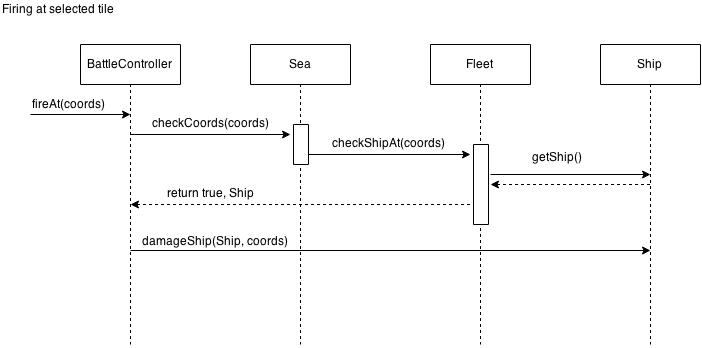 Firing at selected tile
BattleController
Sea
Fleet
Ship
fireAt(coords)
checkCoords(coords)
checkShipAt(coords)
getShip()
return true, Ship
damageShip(Ship, coords)